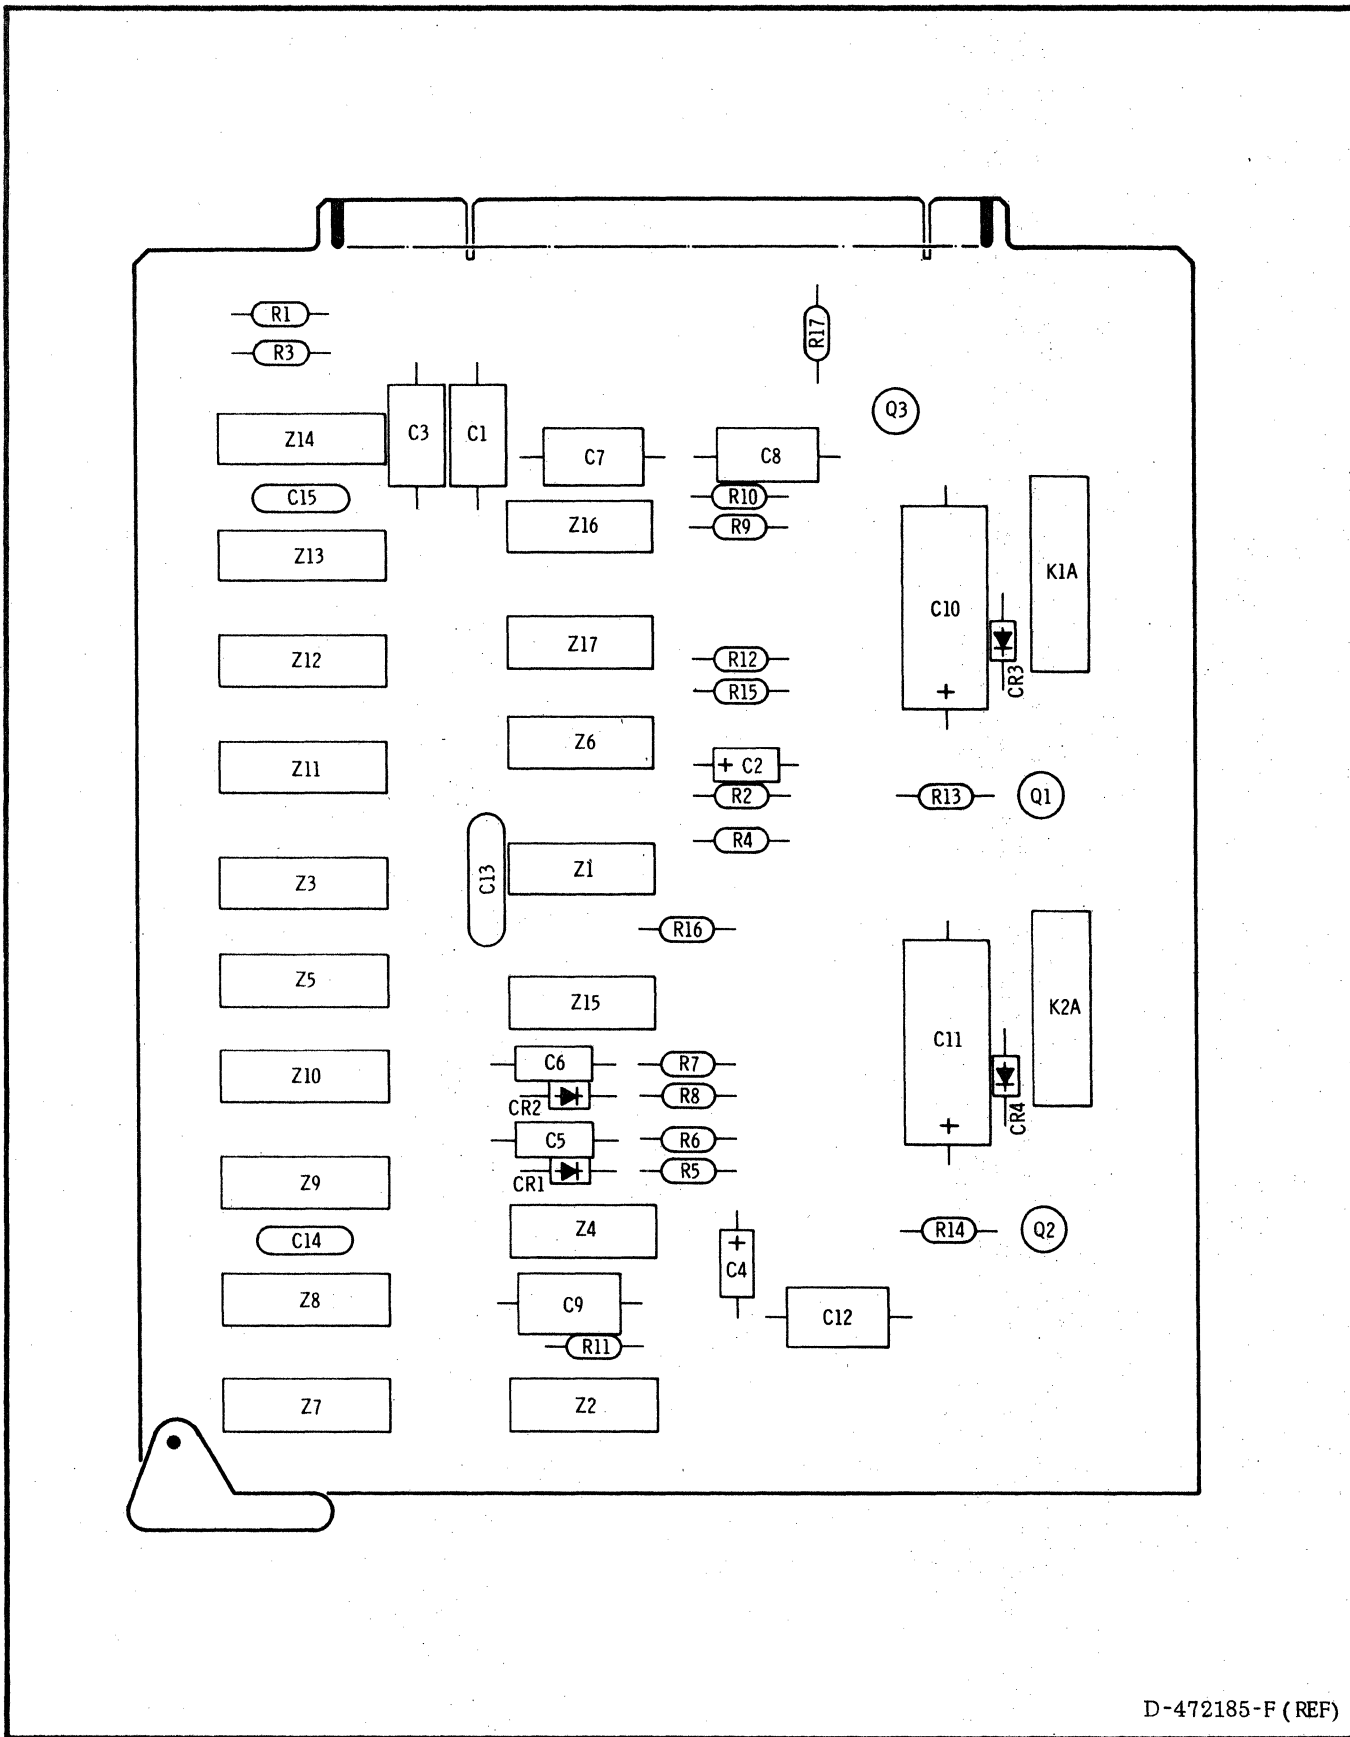 R1
R3
R17
Q3
Z14
C3
C1
C7
C8
C15
R10
R9
Z16
Z13
K1A
C10
Z17
Z12
R12
R15
CR3
+
Z6
+ C2
Z11
R2
R13
Q1
R4
C13
Z1
Z3
R16
Z5
Z15
K2A
C11
C6
R7
Z10
CR2
R8
CR4
+
C5
R6
CR1
R5
Z9
Z4
+
C4
R14
Q2
C14
Z8
C9
C12
R11
Z7
Z2
D-472185-F (REF)